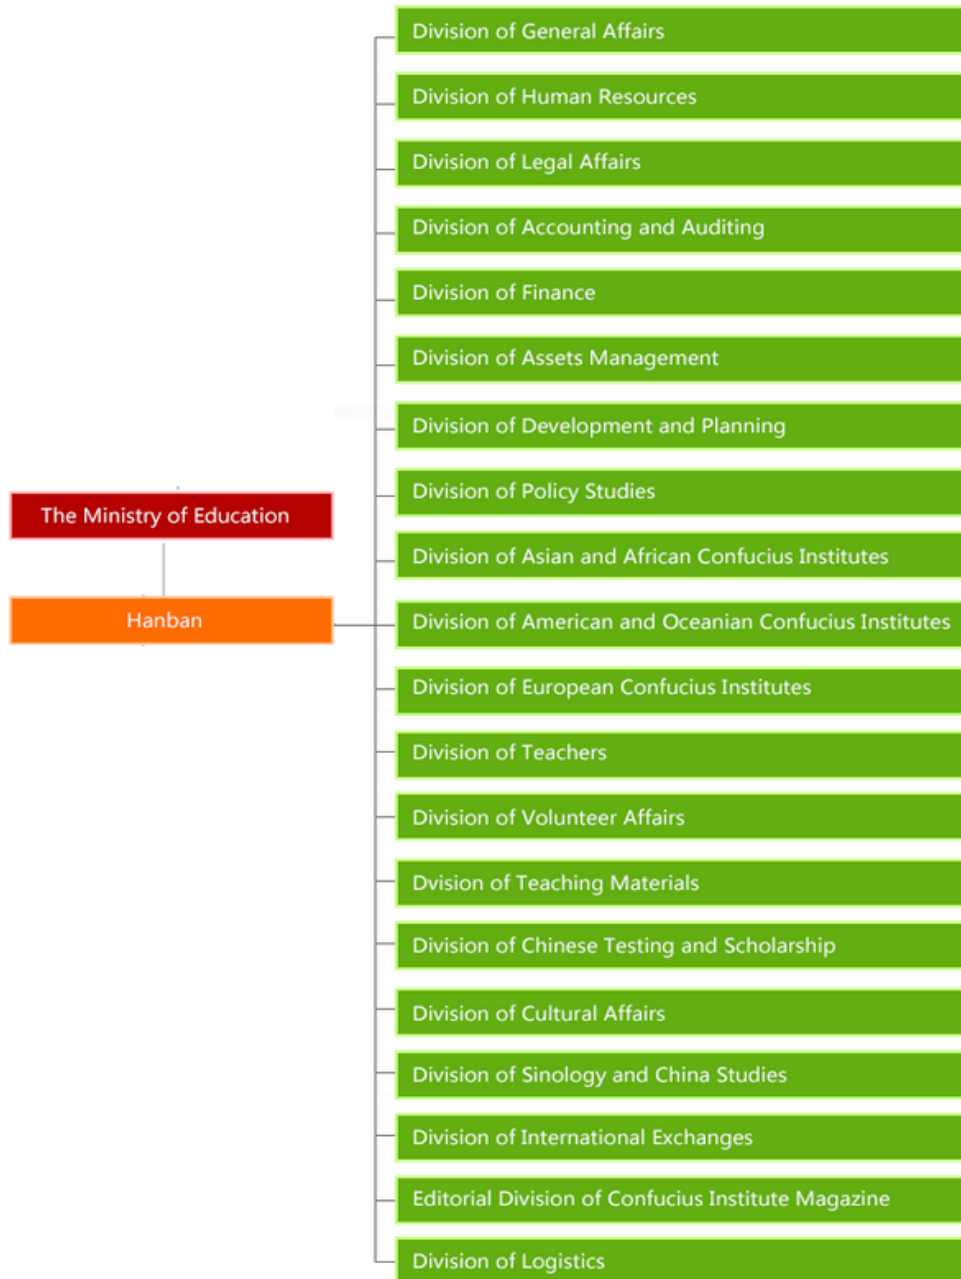 Division of General Affairs
Division of Human Resources
Division of Legal Affairs
Division of Accounting and Auditing
Division of Finance
Division of Assets Management
Division of Development and Planning
Division of Policy Studies
The Ministry of Education
Division of Asian and African Confucius Institutes
Hanban
Division of American and Oceanian Confucius Institutes
Division of European Confucius Institutes
Division of Teachers
Division of Volunteer Affairs
Dvision of Teaching Materials
Division of Chinese Testing and Scholarship
Division of Cultural Affairs
Division of Sinology and China Studies
Division of International Exchanges
Editorial Division of Confucius Institute Magazine
Division of Logistics